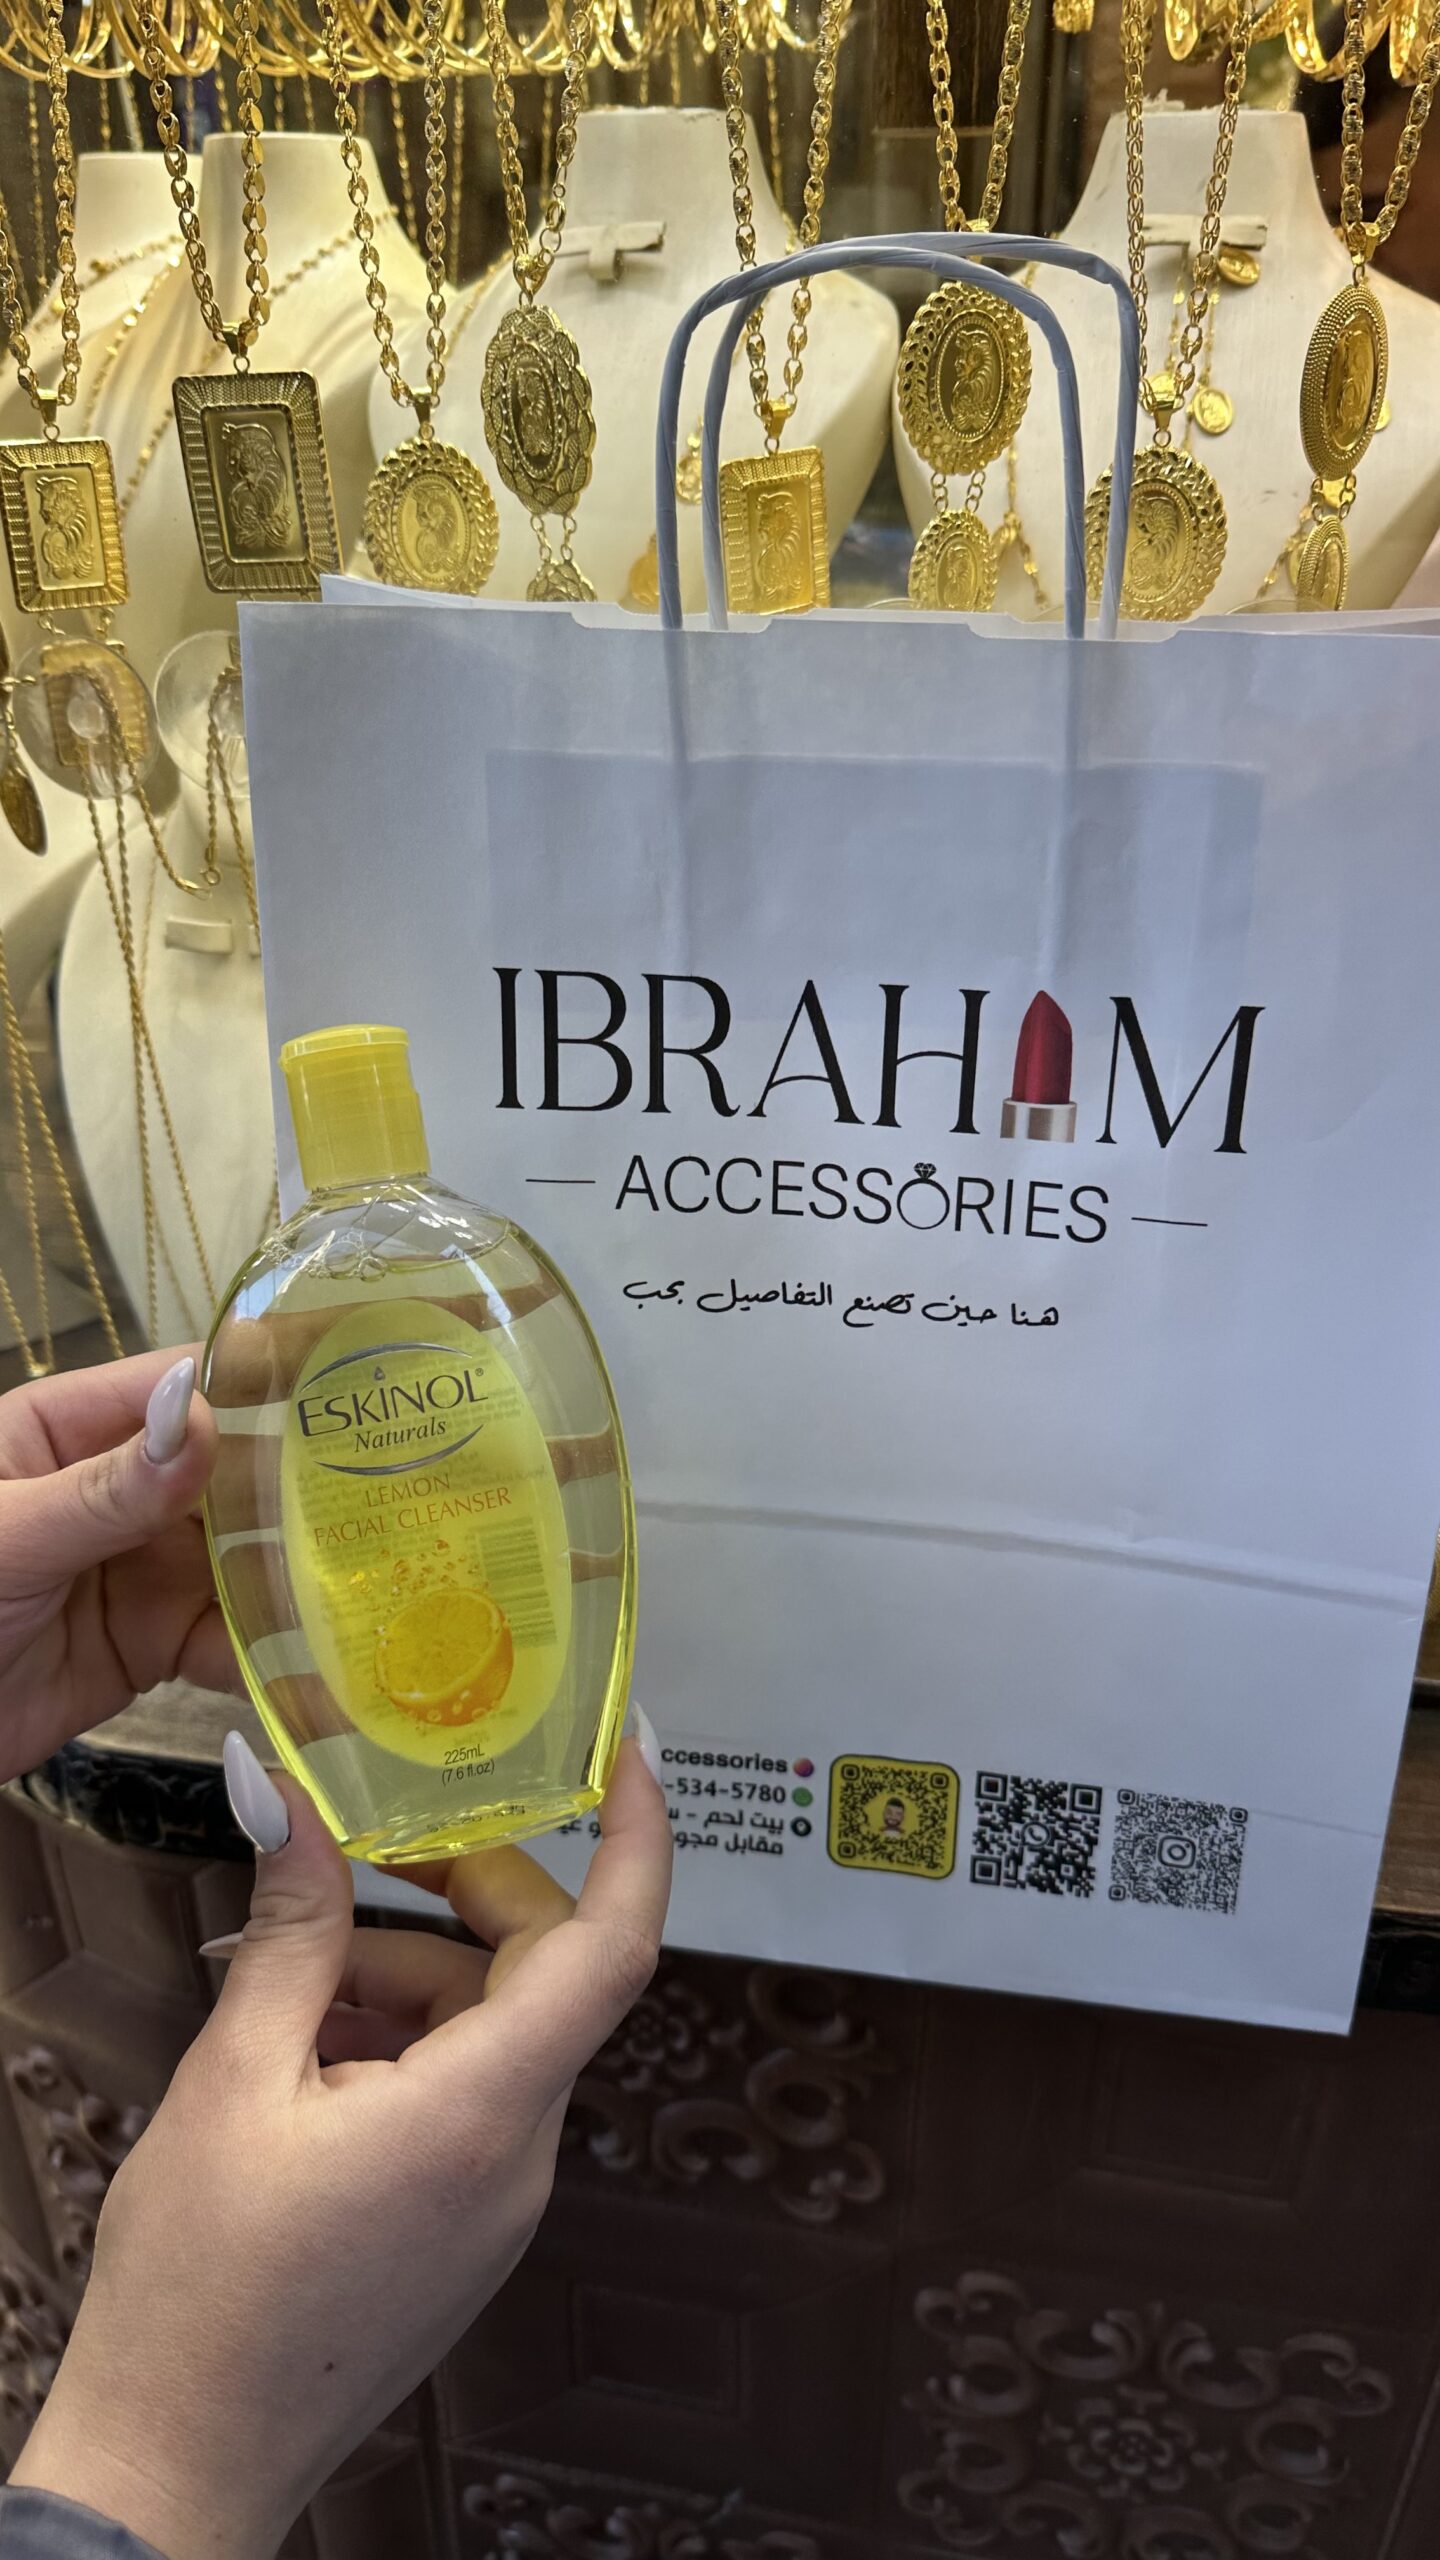 IBRAHIM
ACCESSORIES
هنا حين تصنع التفاصيل بحب
ESKINOL®
Naturals
LEMON
FACIAL CLEANSER
225mL
(7.6 fl.oz)
ccessories
-534-5780
بيت لحم -
مقابل